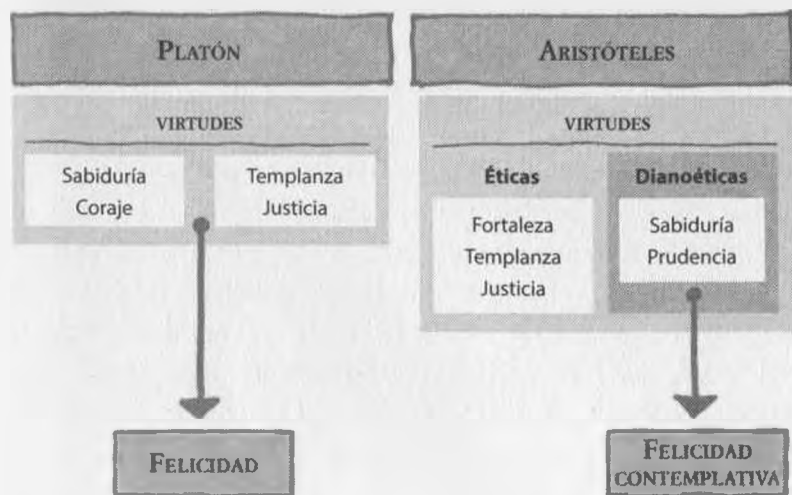 PLATÓN
VIRTUDES
Sabiduría
Coraje
Templanza
Justicia
FELICIDAD
ARISTÓTELES
VIRTUDES
Éticas
Fortaleza
Templanza
Justicia
Dianoéticas
Sabiduría
Prudencia
FELICIDAD
CONTEMPLATIVA